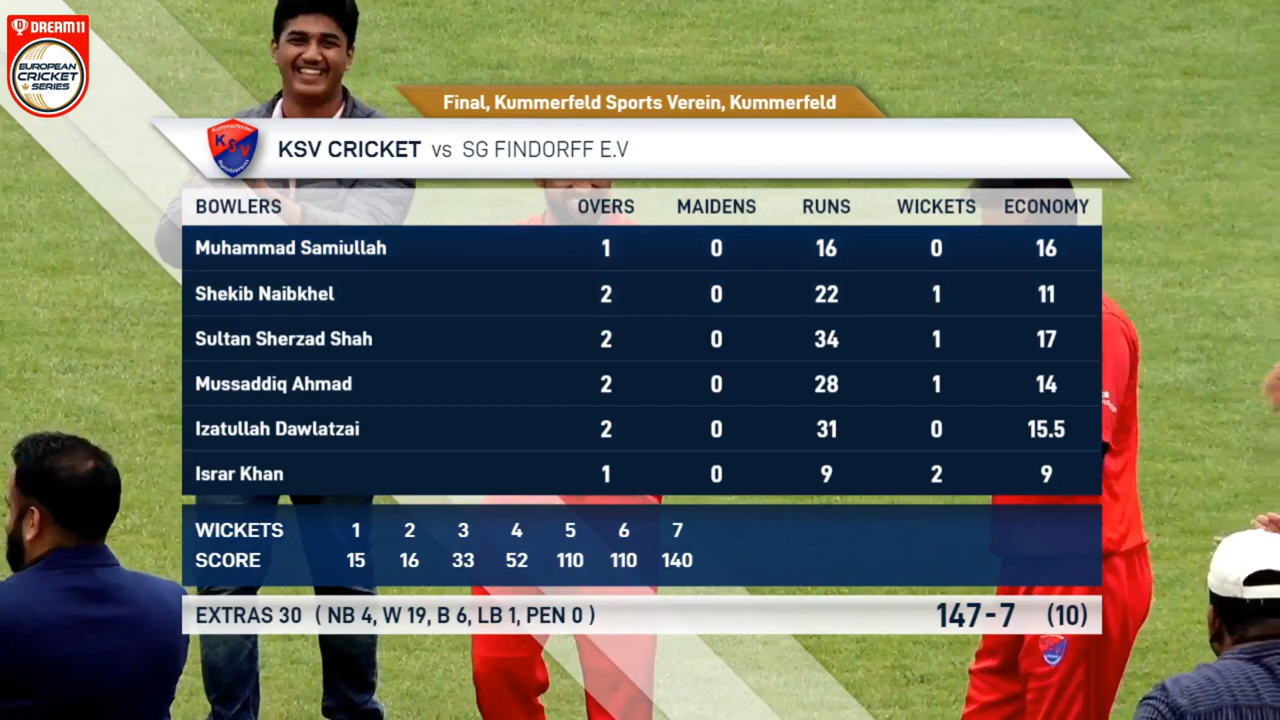 DREAM11
EUROPEAN
CRICKET
SERIES
Final, Kummerfeld Sports Verein, Kummerfeld
KSV
KSV CRICKET vs SG FINDORFF E.V
BOWLERS OVERS MAIDENS RUNS WICKETS ECONOMY
Muhammad Samiullah 1 0 16 0 16
Shekib Naibkhel 2 0 22 1 11
Sultan Sherzad Shah 2 0 34 1 17
Mussaddiq Ahmad 2 0 28 1 14
Izatullah Dawlatzai 2 0 31 0 15.5
Israr Khan 1 0 9 2 9
WICKETS 1 2 3 4 5 6 7
SCORE 15 16 33 52 110 110 140
EXTRAS 30 ( NB 4, W 19, B 6, LB 1, PEN 0 ) 147-7 (10)